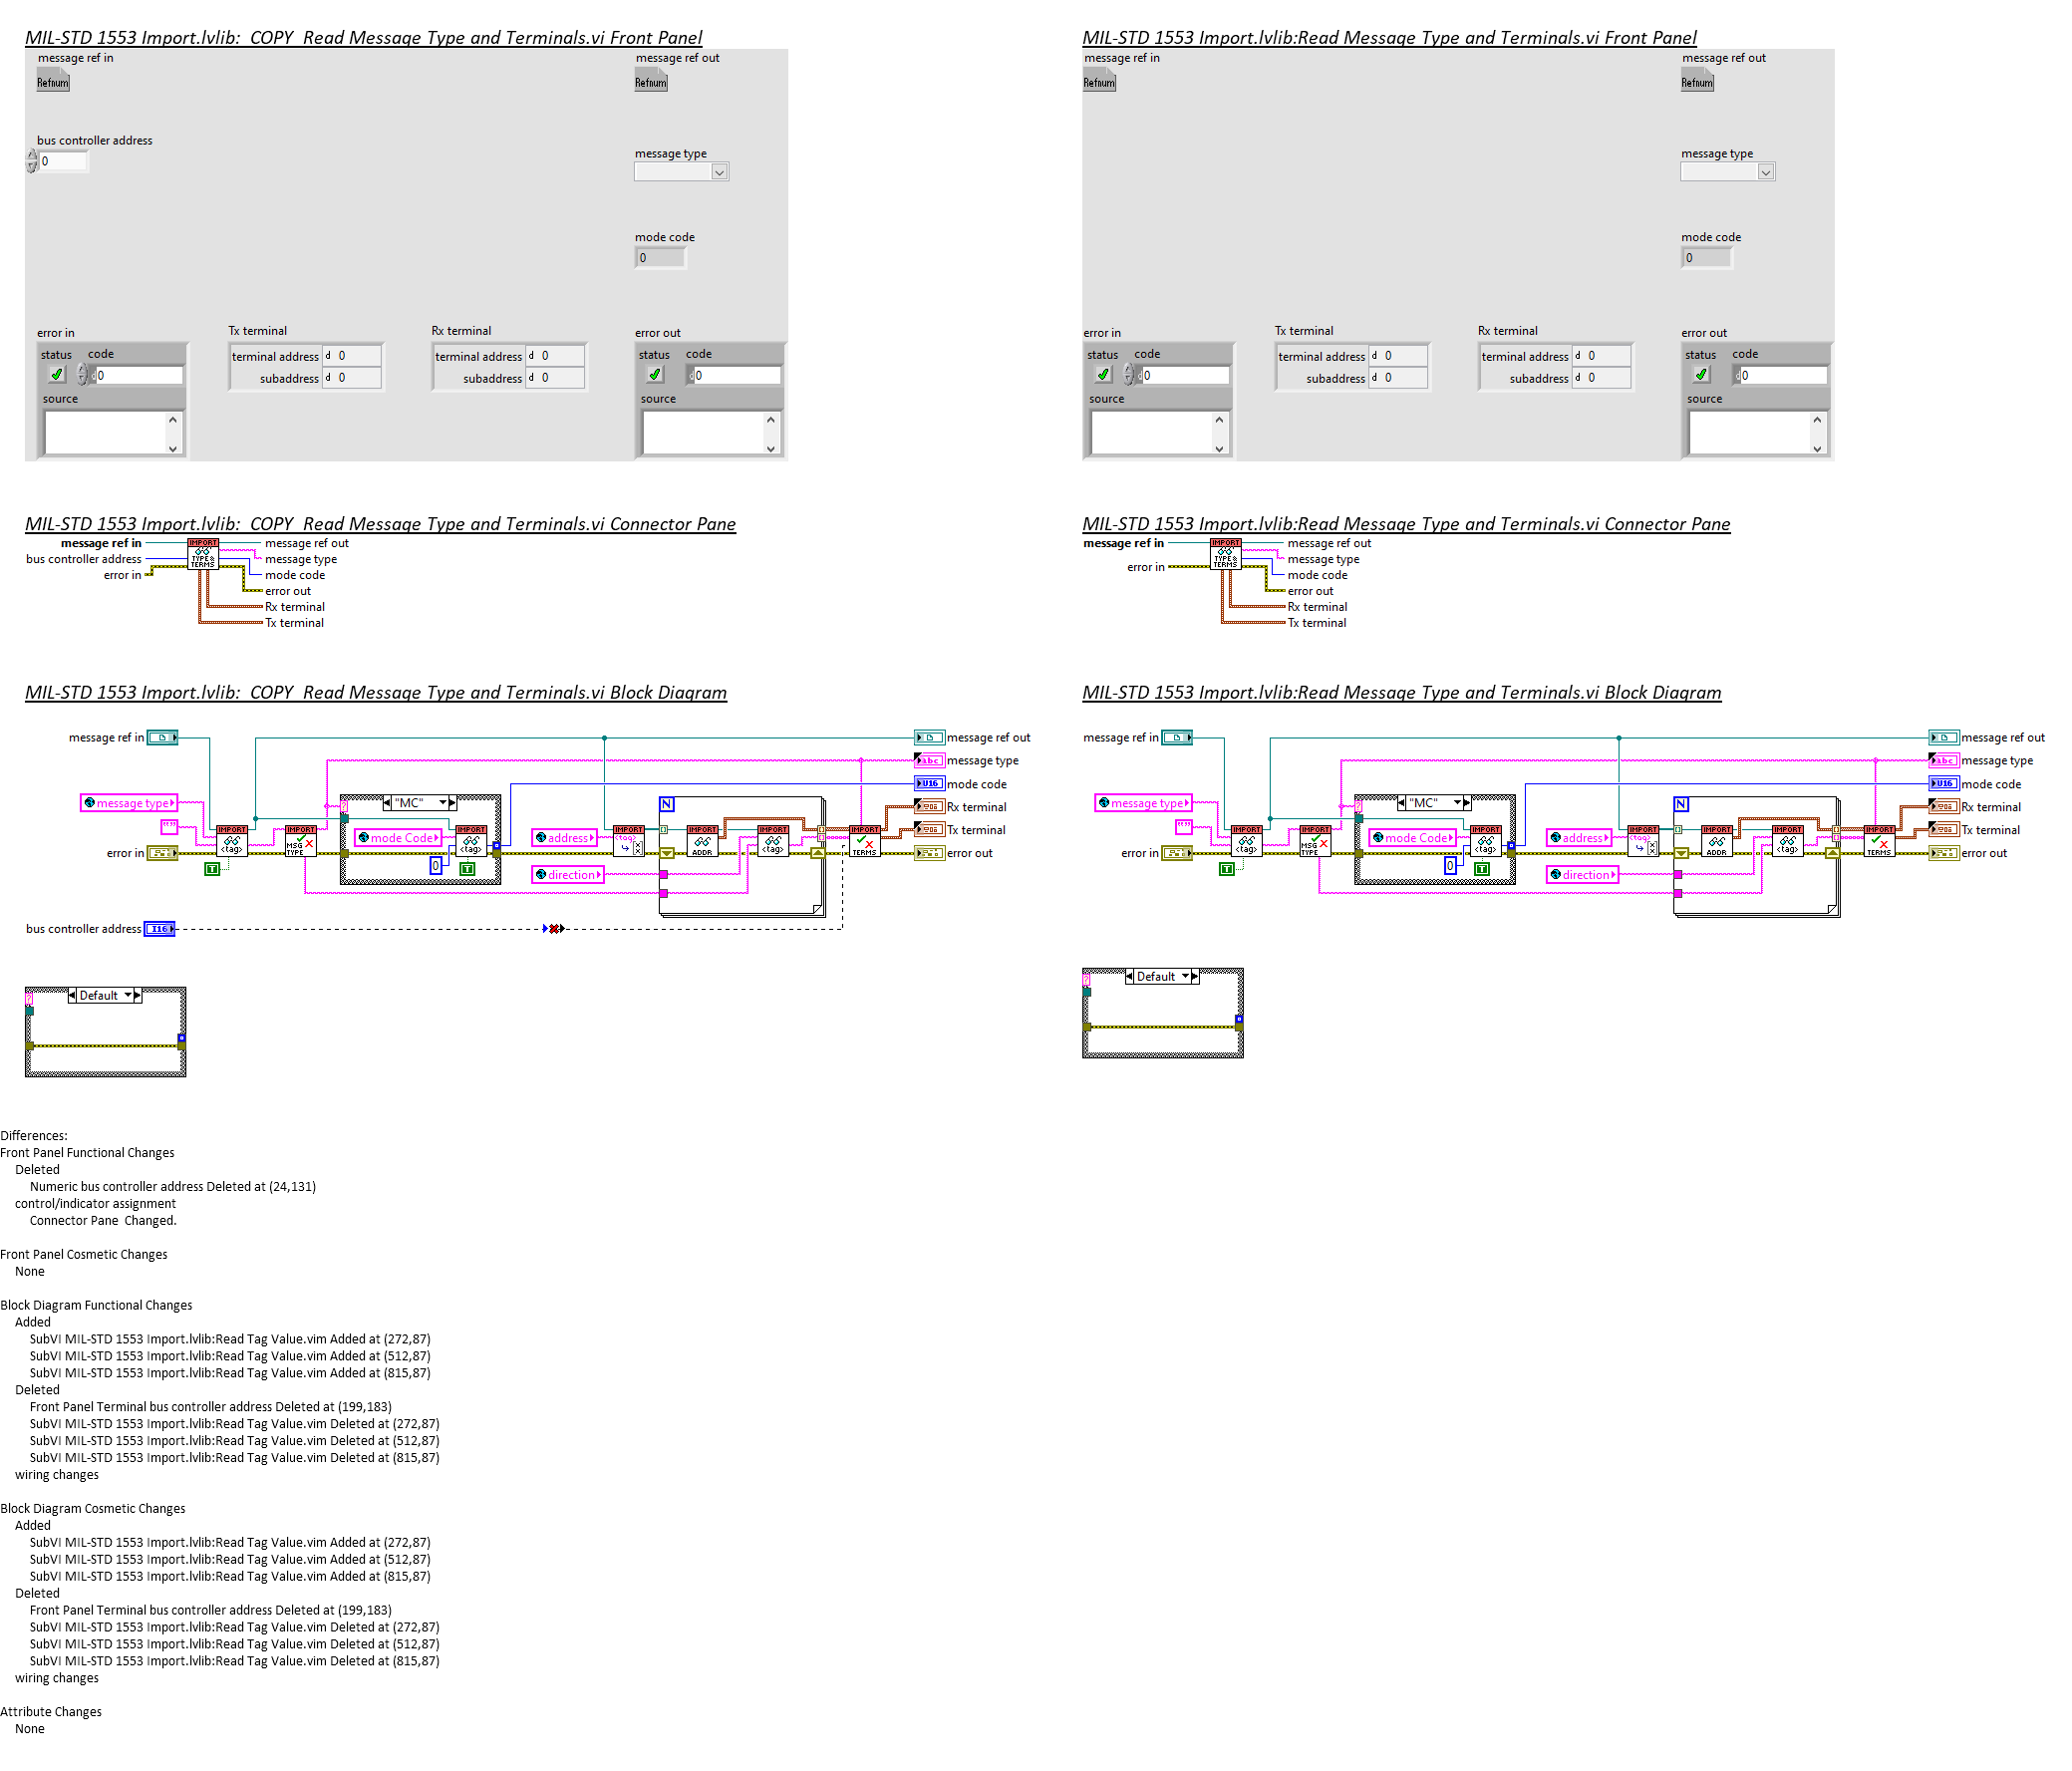 MIL-STD 1553 Import.lvlib:  COPY  Read Message Type and Terminals.vi Front Panel
message ref in
Refnum
message ref out
Refnum
bus controller address
0
message type
mode code
0
error in
status code
0
source
Tx terminal
terminal address d 0
subaddress d 0
Rx terminal
terminal address d 0
subaddress d 0
error out
status code
0
source
MIL-STD 1553 Import.lvlib:Read Message Type and Terminals.vi Front Panel
message ref in
Refnum
message ref out
Refnum
message type
mode code
0
error in
status code
0
source
Tx terminal
terminal address d 0
subaddress d 0
Rx terminal
terminal address d 0
subaddress d 0
error out
status code
0
source
MIL-STD 1553 Import.lvlib:  COPY  Read Message Type and Terminals.vi Connector Pane
message ref in
bus controller address
error in
IMPORT
TYPE&
TERMS
message ref out
message type
mode code
error out
Rx terminal
Tx terminal
MIL-STD 1553 Import.lvlib:Read Message Type and Terminals.vi Connector Pane
message ref in
error in
IMPORT
TYPE&
TERMS
message ref out
message type
mode code
error out
Rx terminal
Tx terminal
MIL-STD 1553 Import.lvlib:  COPY  Read Message Type and Terminals.vi Block Diagram
message ref in
message type
error in
T
IMPORT
<tag>
IMPORT
MSG
TYPE
"MC"
mode Code
0
IMPORT
<tag>
T
address
direction
IMPORT
<tag>
N
IMPORT
ADDR
IMPORT
<tag>
IMPORT
TERMS
message ref out
Abc message type
U16 mode code
Rx terminal
Tx terminal
error out
bus controller address I16
Default
MIL-STD 1553 Import.lvlib:Read Message Type and Terminals.vi Block Diagram
message ref in
message type
error in
T
IMPORT
<tag>
IMPORT
MSG
TYPE
"MC"
mode Code
0
IMPORT
<tag>
T
address
direction
IMPORT
<tag>
N
IMPORT
ADDR
IMPORT
<tag>
IMPORT
TERMS
message ref out
Abc message type
U16 mode code
Rx terminal
Tx terminal
error out
Default
Differences:
Front Panel Functional Changes
Deleted
Numeric bus controller address Deleted at (24,131)
control/indicator assignment
Connector Pane  Changed.
Front Panel Cosmetic Changes
None
Block Diagram Functional Changes
Added
SubVI MIL-STD 1553 Import.lvlib:Read Tag Value.vim Added at (272,87)
SubVI MIL-STD 1553 Import.lvlib:Read Tag Value.vim Added at (512,87)
SubVI MIL-STD 1553 Import.lvlib:Read Tag Value.vim Added at (815,87)
Deleted
Front Panel Terminal bus controller address Deleted at (199,183)
SubVI MIL-STD 1553 Import.lvlib:Read Tag Value.vim Deleted at (272,87)
SubVI MIL-STD 1553 Import.lvlib:Read Tag Value.vim Deleted at (512,87)
SubVI MIL-STD 1553 Import.lvlib:Read Tag Value.vim Deleted at (815,87)
wiring changes
Block Diagram Cosmetic Changes
Added
SubVI MIL-STD 1553 Import.lvlib:Read Tag Value.vim Added at (272,87)
SubVI MIL-STD 1553 Import.lvlib:Read Tag Value.vim Added at (512,87)
SubVI MIL-STD 1553 Import.lvlib:Read Tag Value.vim Added at (815,87)
Deleted
Front Panel Terminal bus controller address Deleted at (199,183)
SubVI MIL-STD 1553 Import.lvlib:Read Tag Value.vim Deleted at (272,87)
SubVI MIL-STD 1553 Import.lvlib:Read Tag Value.vim Deleted at (512,87)
SubVI MIL-STD 1553 Import.lvlib:Read Tag Value.vim Deleted at (815,87)
wiring changes
Attribute Changes
None